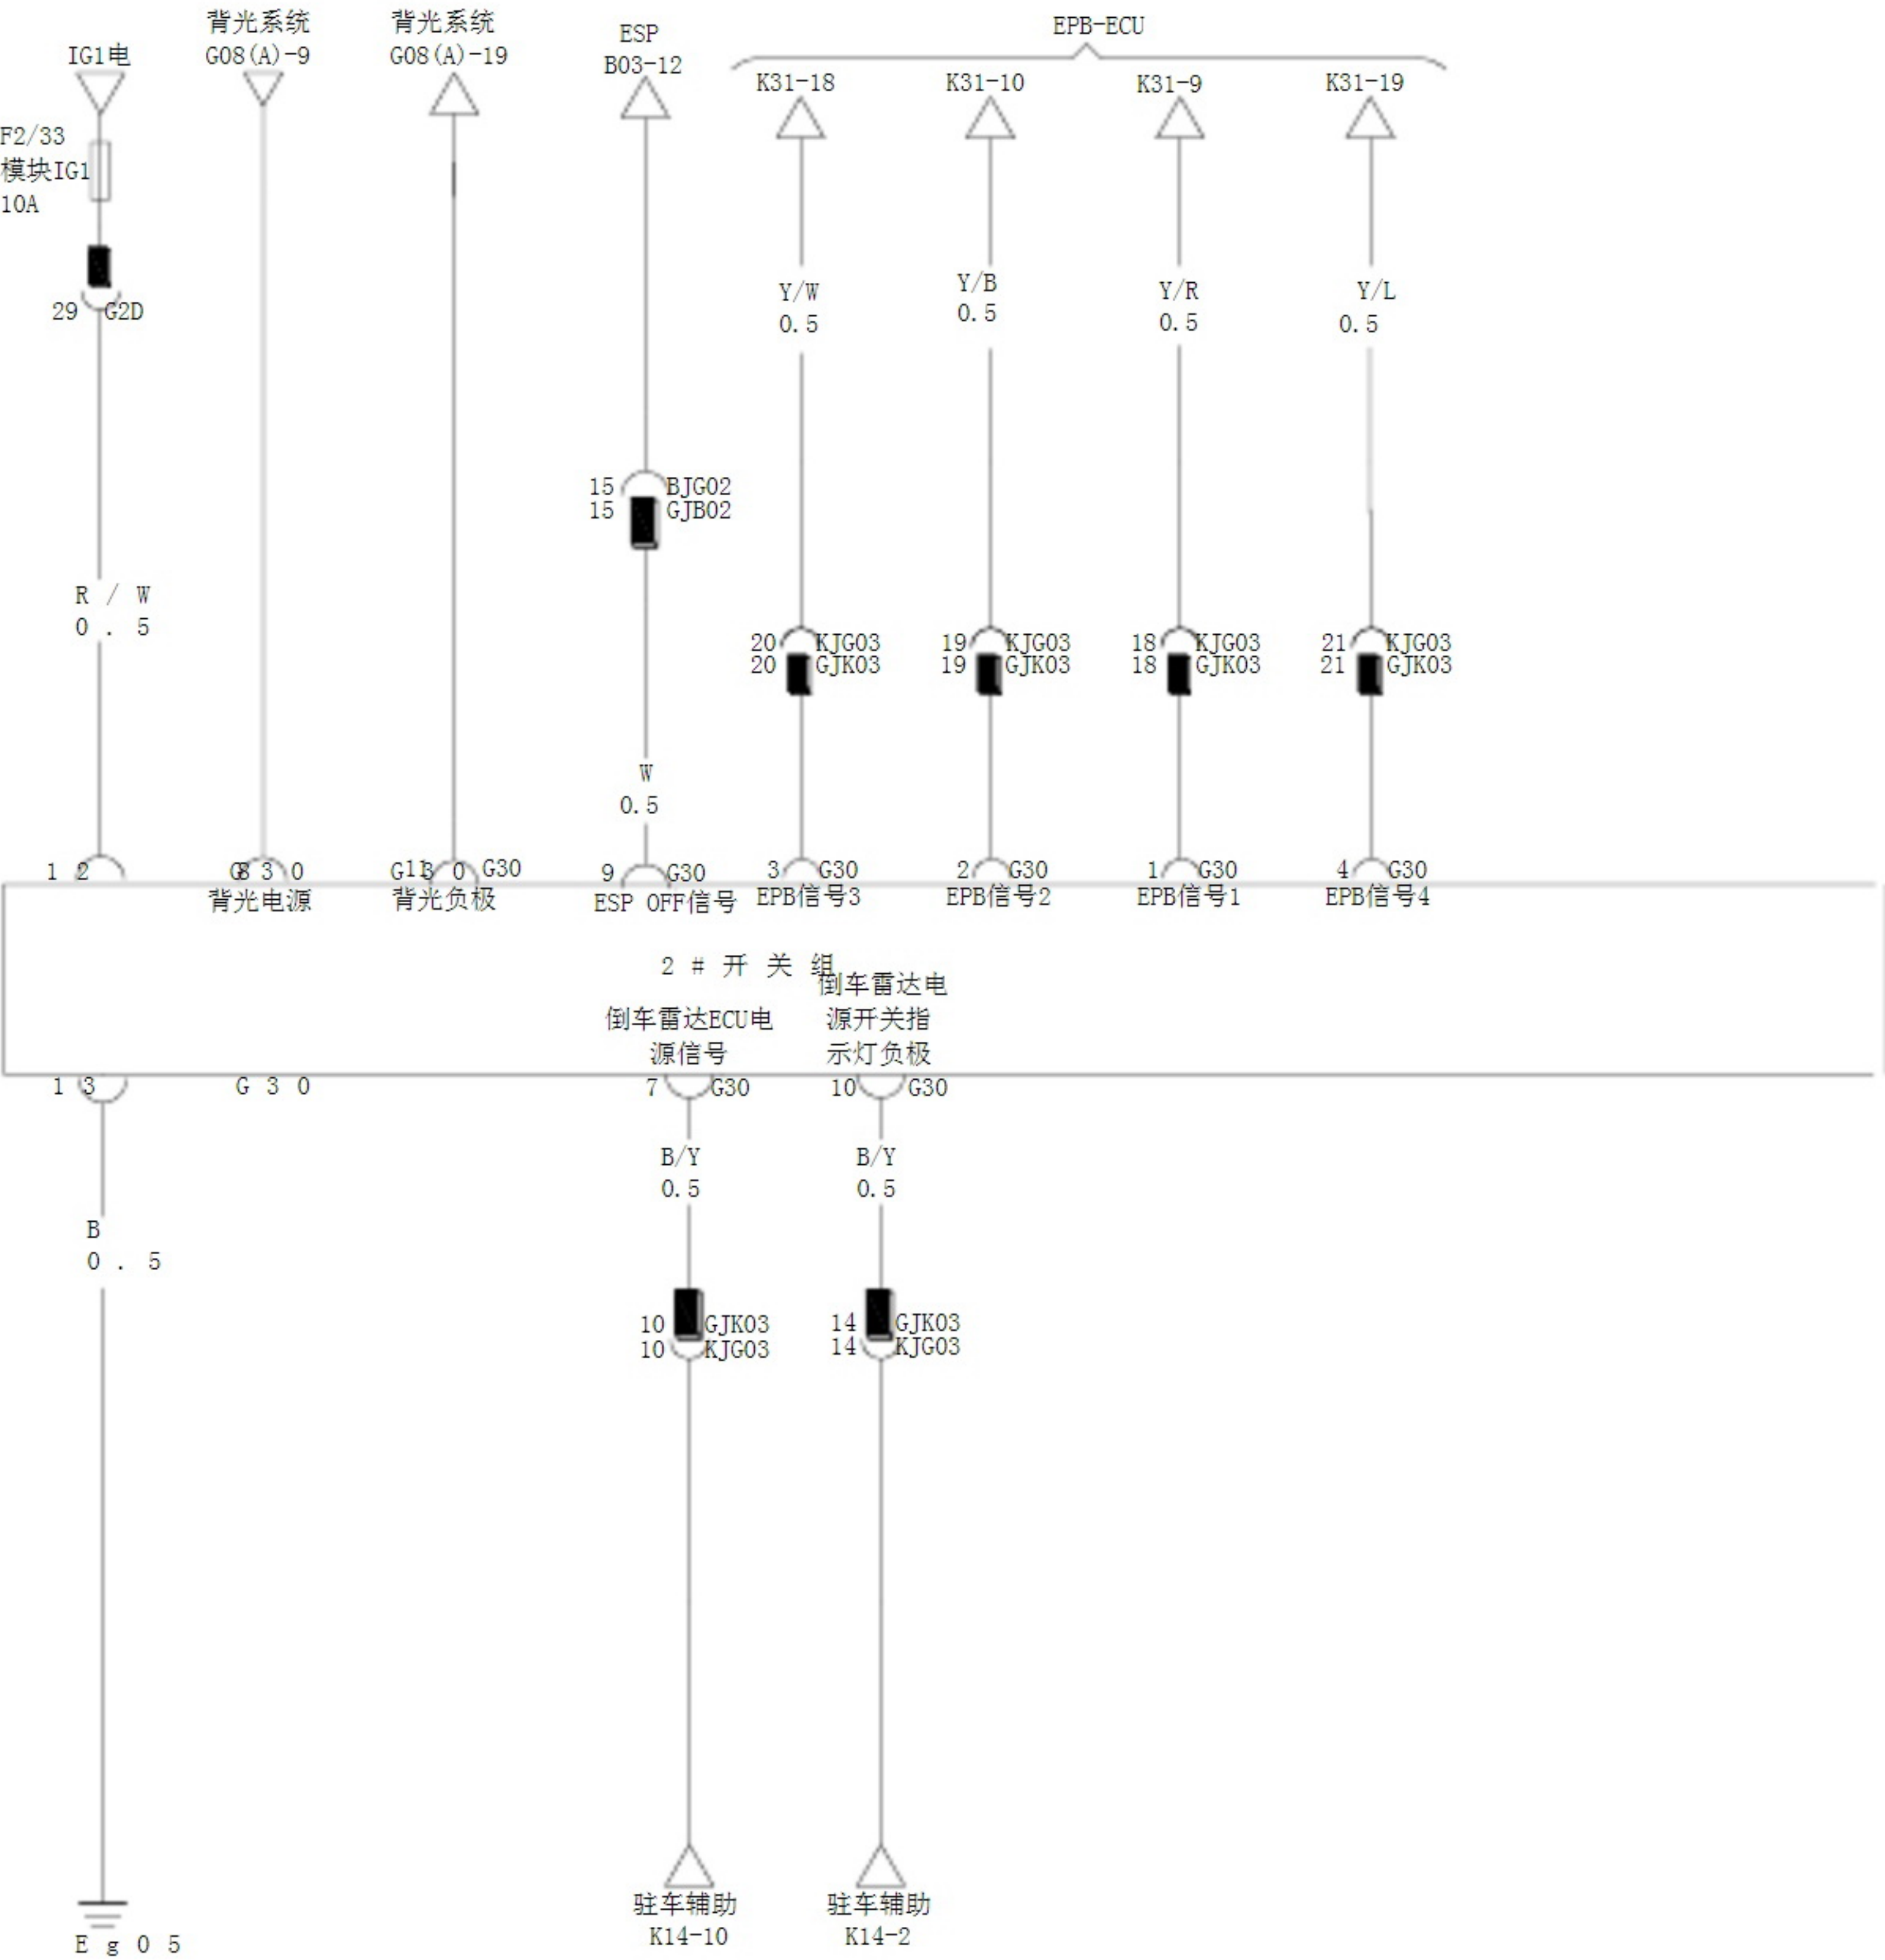 背光系统
背光系统
ESP
EPB-ECU
IG1电
G08(A)-9
G08(A)-19
B03-12
K31-18
K31-10
K31-9
K31-19
F2/33
模块IG1
10A
29 G2D
Y/W
0.5
Y/B
0.5
Y/R
0.5
Y/L
0.5
15 BJG02
15 GJB02
R / W
0 . 5
20 KJG03
20 GJK03
19 KJG03
19 GJK03
18 KJG03
18 GJK03
21 KJG03
21 GJK03
W
0.5
1 2
8 G 3 0
背光电源
11 G 3 0 G30
背光负极
9 G30
ESP OFF信号
3 G30
EPB信号3
2 G30
EPB信号2
1 G30
EPB信号1
4 G30
EPB信号4
2 # 开 关 组
倒车雷达ECU电
源信号
倒车雷达电
源开关指
示灯负极
1 3 G 3 0
7 G30
10 G30
B/Y
0.5
B/Y
0.5
B
0 . 5
10 GJK03
10 KJG03
14 GJK03
14 KJG03
驻车辅助
K14-10
驻车辅助
K14-2
E g 0 5